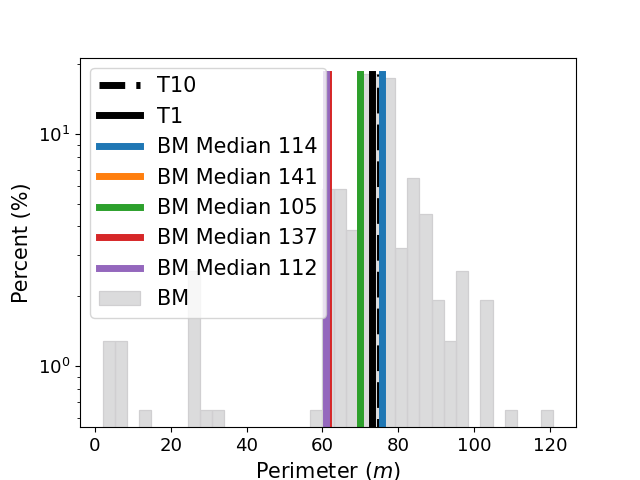 T10
T1
BM Median 114
BM Median 141
BM Median 105
BM Median 137
BM Median 112
BM
Percent (%)
10¹
10⁰
0 20 40 60 80 100 120
Perimeter (m)